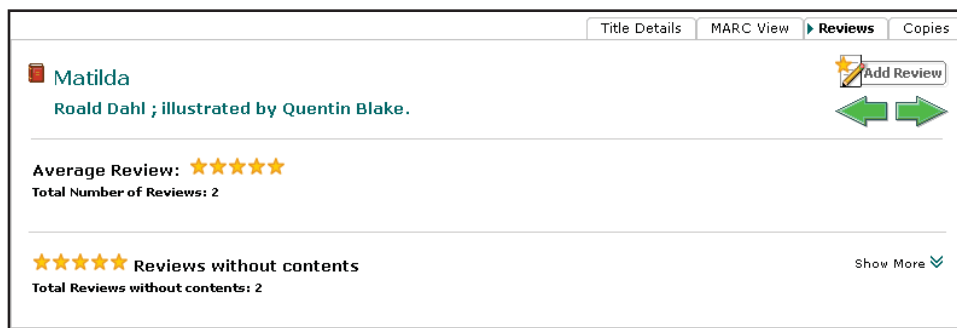 Title Details MARC View Reviews Copies
Matilda Add Review
Roald Dahl ; illustrated by Quentin Blake.
Average Review:
Total Number of Reviews: 2
Reviews without contents Show More
Total Reviews without contents: 2